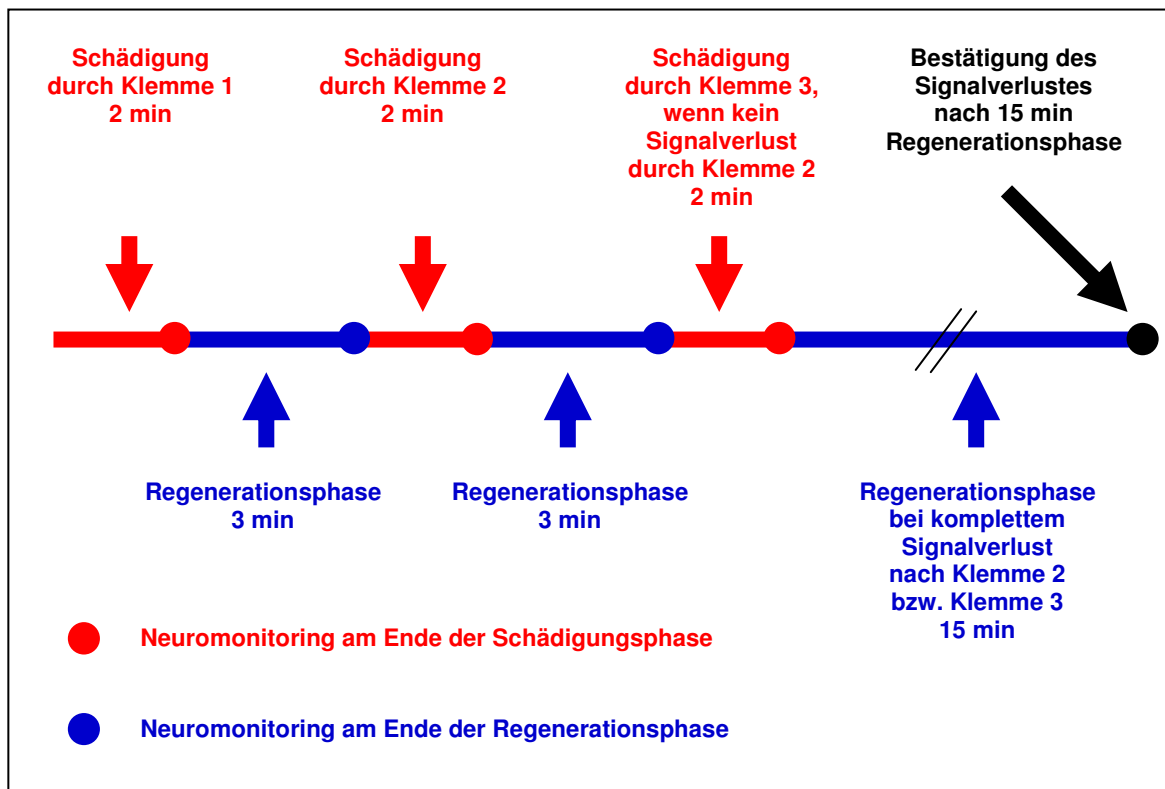 Schädigung
durch Klemme 1
2 min
Schädigung
durch Klemme 2
2 min
Schädigung
durch Klemme 3,
wenn kein
Signalverlust
durch Klemme 2
2 min
Bestätigung des
Signalverlustes
nach 15 min
Regenerationsphase
Regenerationsphase
3 min
Regenerationsphase
3 min
Regenerationsphase
bei komplettem
Signalverlust
nach Klemme 2
bzw. Klemme 3
15 min
Neuromonitoring am Ende der Schädigungsphase
Neuromonitoring am Ende der Regenerationsphase